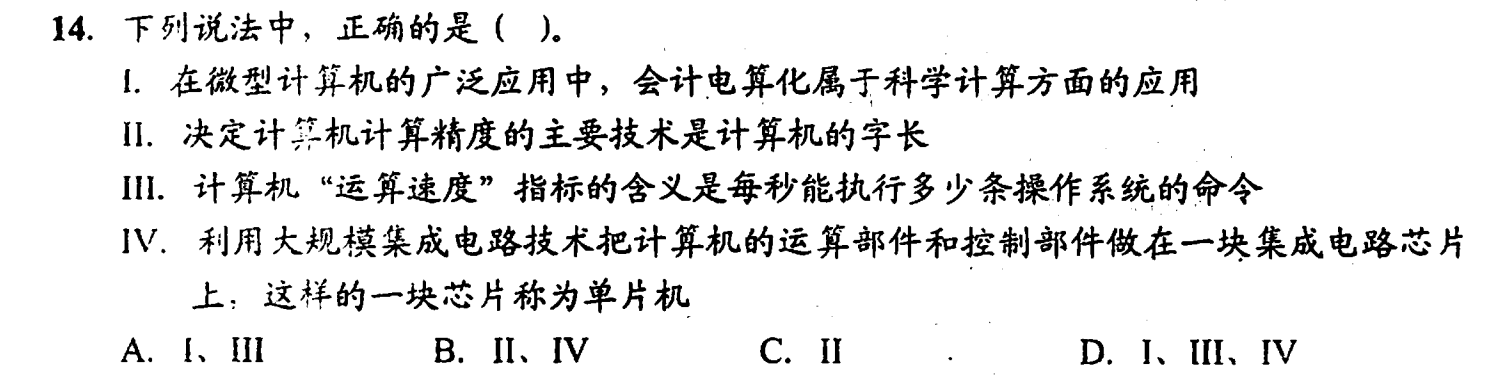 14. 下列说法中，正确的是（ ）。
I. 在微型计算机的广泛应用中，会计电算化属于科学计算方面的应用
II. 决定计算机计算精度的主要技术是计算机的字长
III. 计算机“运算速度”指标的含义是每秒能执行多少条操作系统的命令
IV. 利用大规模集成电路技术把计算机的运算部件和控制部件做在一块集成电路芯片
上，这样的一块芯片称为单片机
A. I、III B. II、IV C. II D. I、III、IV